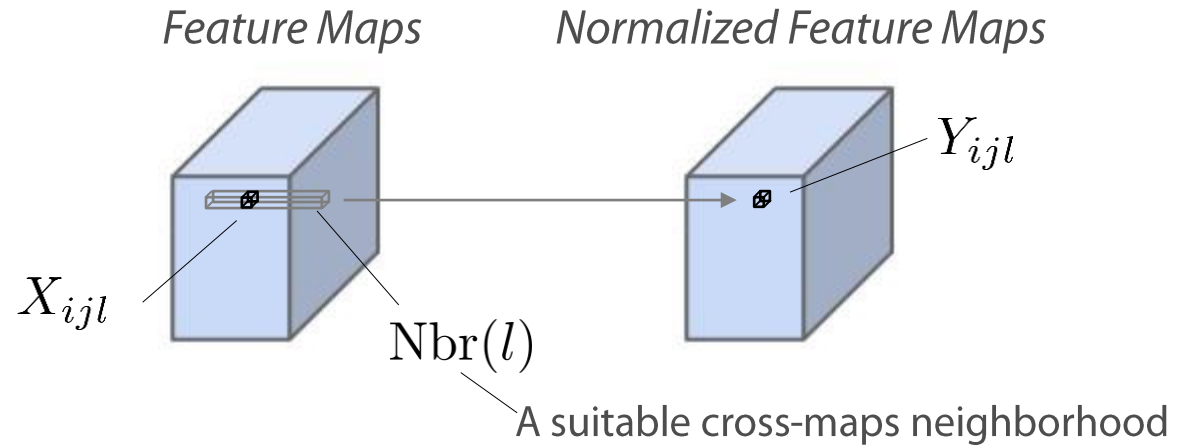 Feature Maps
Normalized Feature Maps
Y_{ijl}
X_{ijl}
Nbr(l)
A suitable cross-maps neighborhood